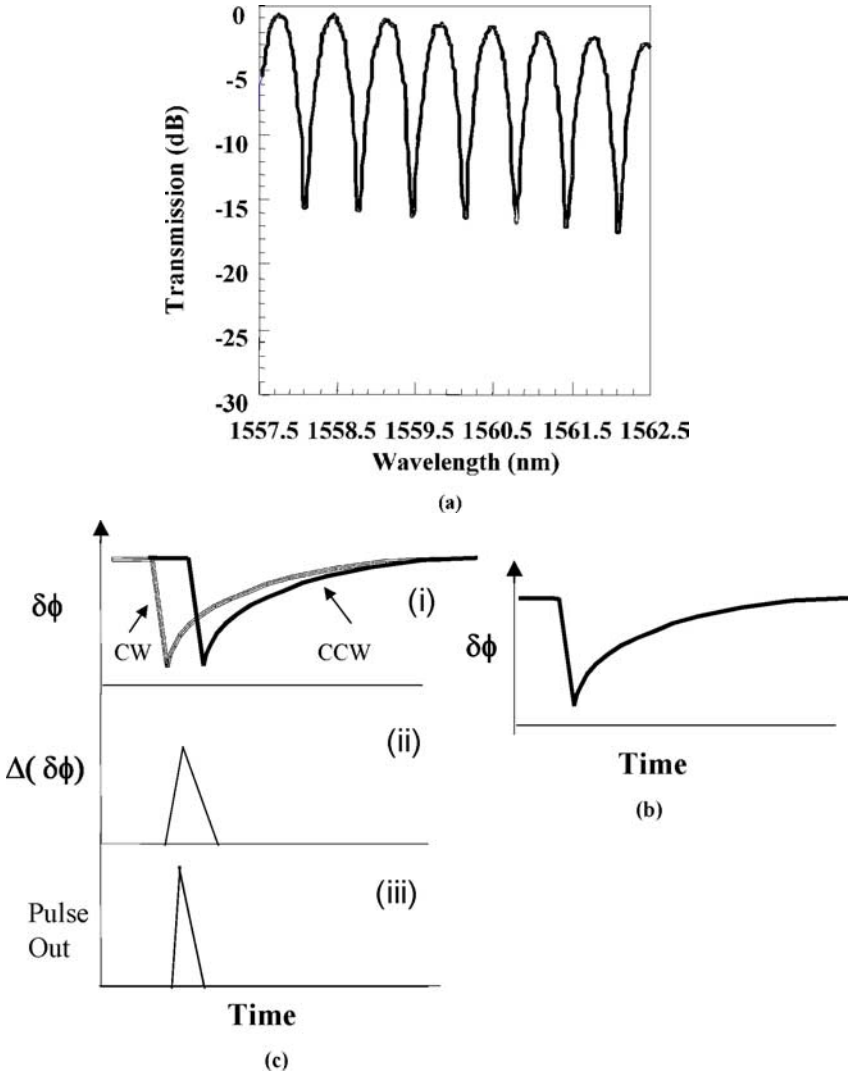 0
-5
-10
-15
-20
-25
-30
Transmission (dB)
1557.5 1558.5 1559.5 1560.5 1561.5 1562.5
Wavelength (nm)
(a)
δϕ
CW
CCW
(i)
Δ( δϕ)
(ii)
Pulse
Out
(iii)
Time
(c)
δϕ
Time
(b)